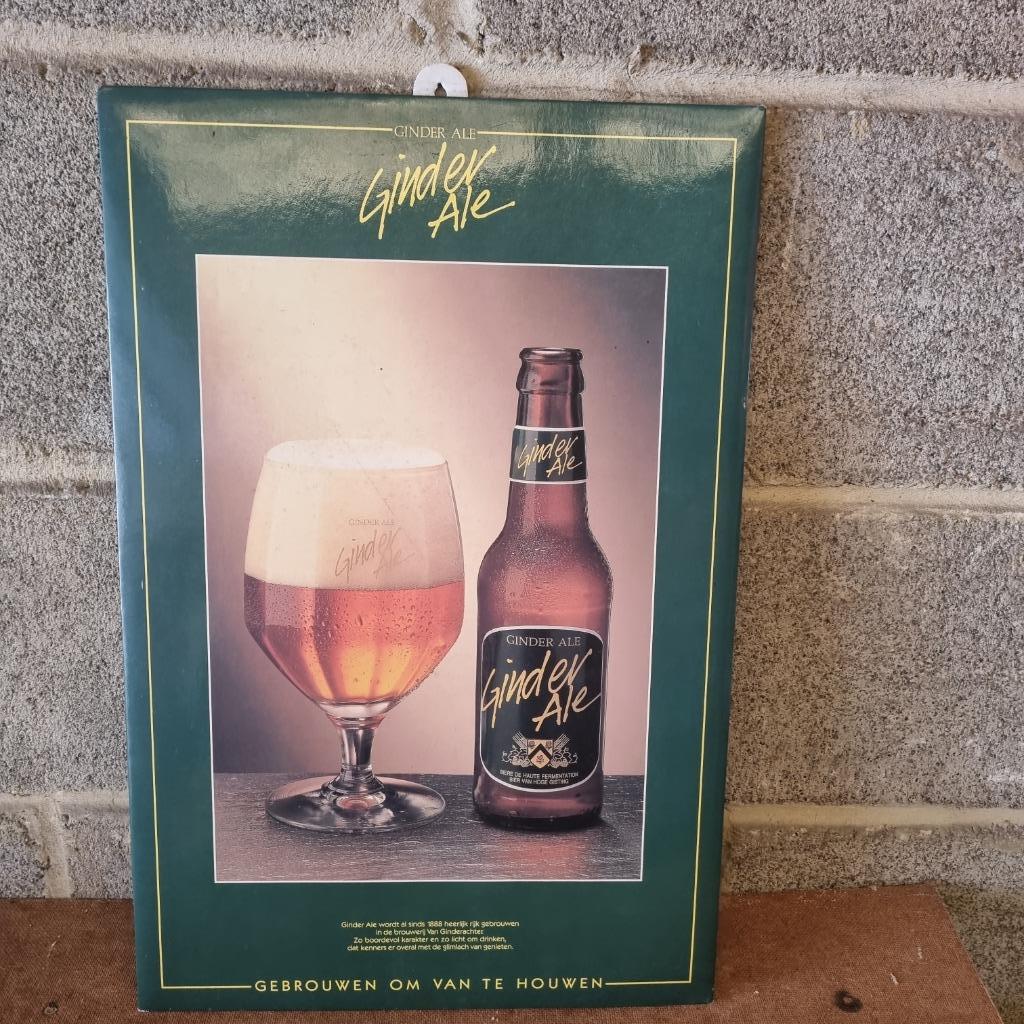 GINDER ALE
Ginder
Ale
Ginder
Ale
GINDER ALE
Ginder
Ale
GINDER ALE
Ginder
Ale
BIERE DE HAUTE FERMENTATION
BIER VAN HOGE GISTING
Ginder Ale wordt al sinds 1888 heerlijk rijk gebrouwen
in de brouwerij Van Ginderachter.
Zo boordevol karakter en zo licht om drinken,
dat kenners er overal met de glimlach van genieten.
GEBROUWEN OM VAN TE HOUWEN